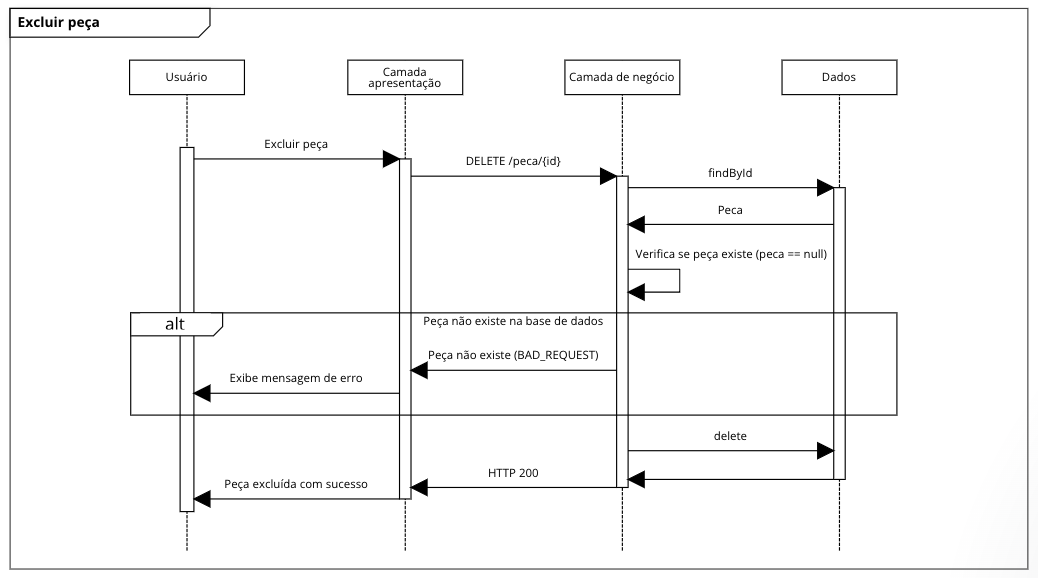 Excluir peça
Usuário
Camada
apresentação
Camada de negócio
Dados
Excluir peça
DELETE /peca/{id}
findById
Peca
Verifica se peça existe (peca == null)
alt
Peça não existe na base de dados
Peça não existe (BAD_REQUEST)
Exibe mensagem de erro
delete
HTTP 200
Peça excluída com sucesso